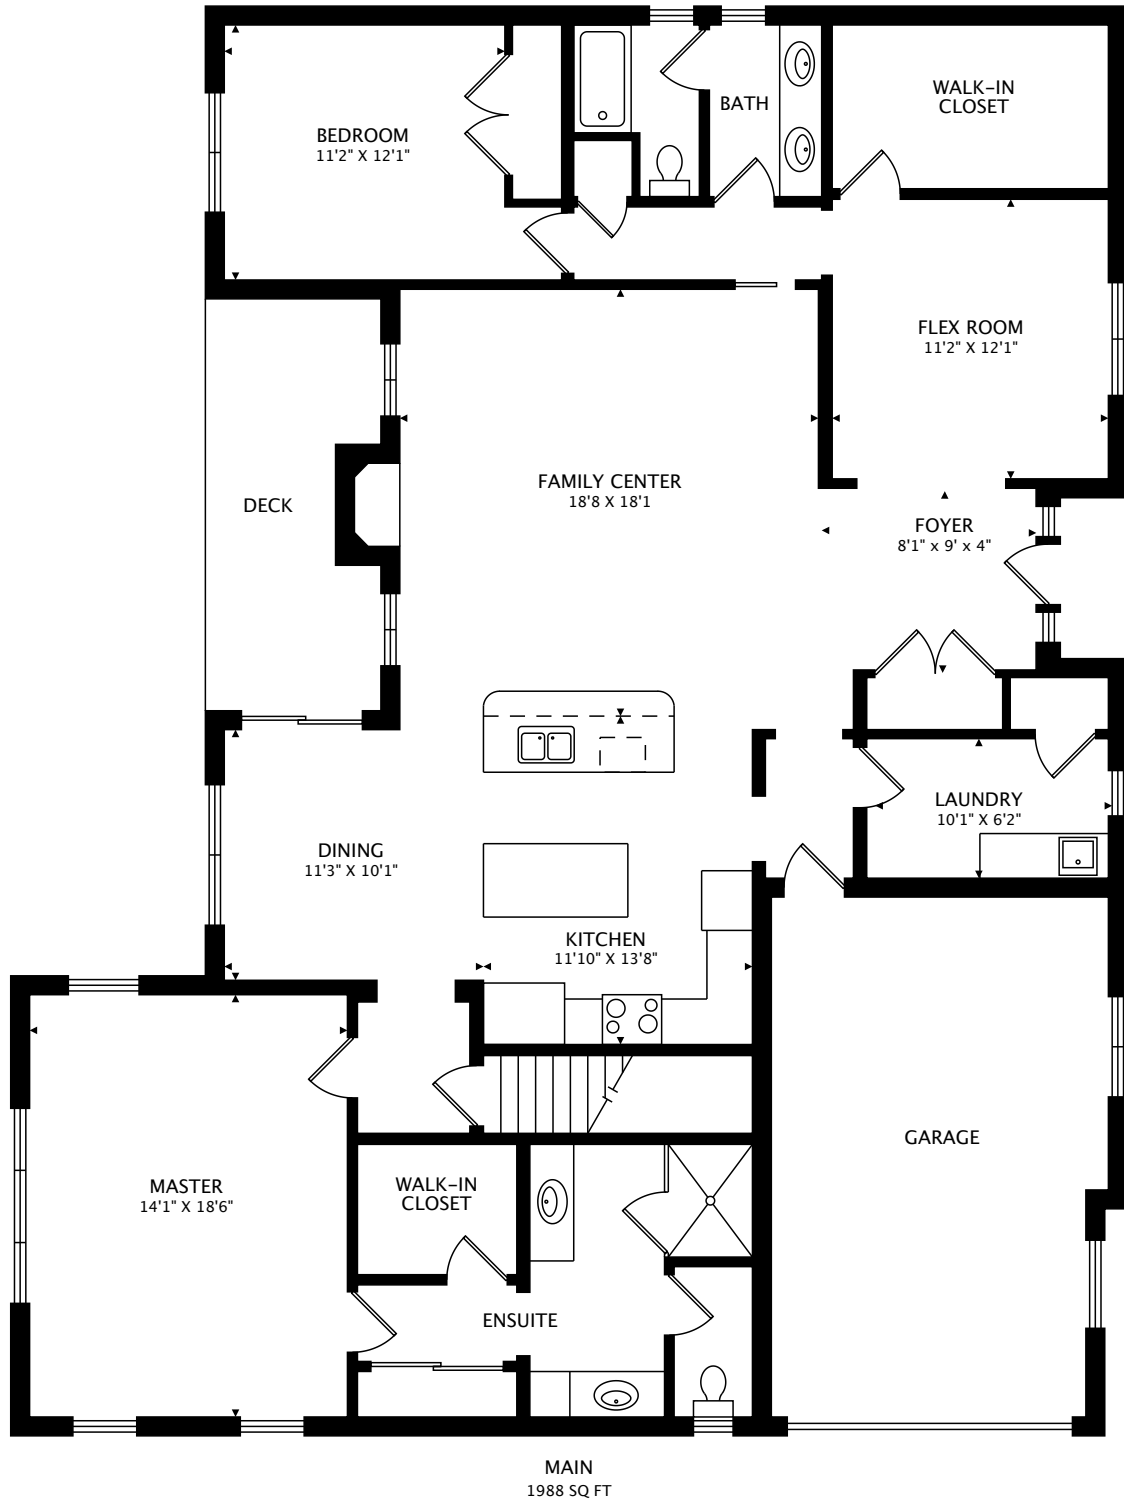 BATH
WALK-IN
CLOSET
BEDROOM
11'2" X 12'1"
FLEX ROOM
11'2" X 12'1"
FAMILY CENTER
18'8 X 18'1
DECK
FOYER
8'1" x 9' x 4"
LAUNDRY
10'1" X 6'2"
DINING
11'3" X 10'1"
KITCHEN
11'10" X 13'8"
GARAGE
MASTER
14'1" X 18'6"
WALK-IN
CLOSET
ENSUITE
MAIN
1988 SQ FT